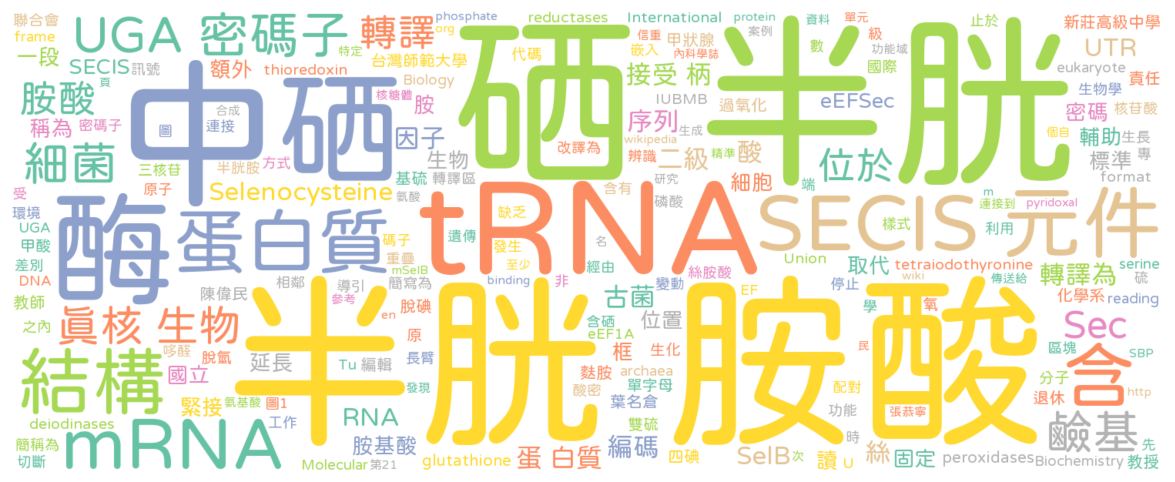 聯合會 phosphate reductases International protein 資料 單元 止於 新莊高級中學
frame UGA 密碼子 轉譯 org 特定 代碼 信重 案例 級 數 功能域
一段 SECIS 訊號 額外 thioredoxin 台灣師範大學 硒半胱 嵌入 甲狀腺 內科學誌 國際 UTR
胺酸 頁 中硒 核糖體 胺 Biology 接受 柄 IUBMB 過氧化 eEFSec eukaryote 責任
稱為 密碼子 圖 合成 連接 因子 改譯為 序列 wikipedia 生成 密碼 核苷酸 生物學
細菌 三核苷 半胱胺 方式 生物 辨識 二級 精準 酸 位於 個自 輔助 生長
受 原子 Selenocysteine 基硫 轉譯區 含有 研究 細胞 端 標準 專 format
環境 酶 蛋白質 氨酸 缺乏 tRNA 磷酸 SECIS 元件 樣式 m 連接到 pyridoxal
UGA 甲酸 碼子 遺傳 發生 名 Union 利用
差別 重疊 至少 非 經由 絲胺酸 變動 取代 tetraiodothyronine 傳送給 serine
DNA 陳偉民 相鄰 導引 mSelB 簡寫為 binding EF 停止 wiki 轉譯為 硫
教師 參考 古菌 學 氧 化學系 reading
之內 眞核 生物 en 脫碘 含硒 位置 Sec
結構 哆醛 脫氫 延長 原 eEF1A 半胱胺酸 民 含 區塊 SBP
國立 Tu 編輯 長臂 麩胺 框 archaea 生化 分子
deiodinases 緊接 氨基酸 圖1 發現 酸密 單字母 配對 張恭寧 退休 http
簡稱為 mRNA 工作 RNA 葉名倉 雙硫 功能 時 鹼基
切斷 胺基酸 編碼 SelB 次 讀 絲 固定 peroxidases 先
Molecular 第21 glutathione 蛋 白質 四碘 U Biochemistry 教授